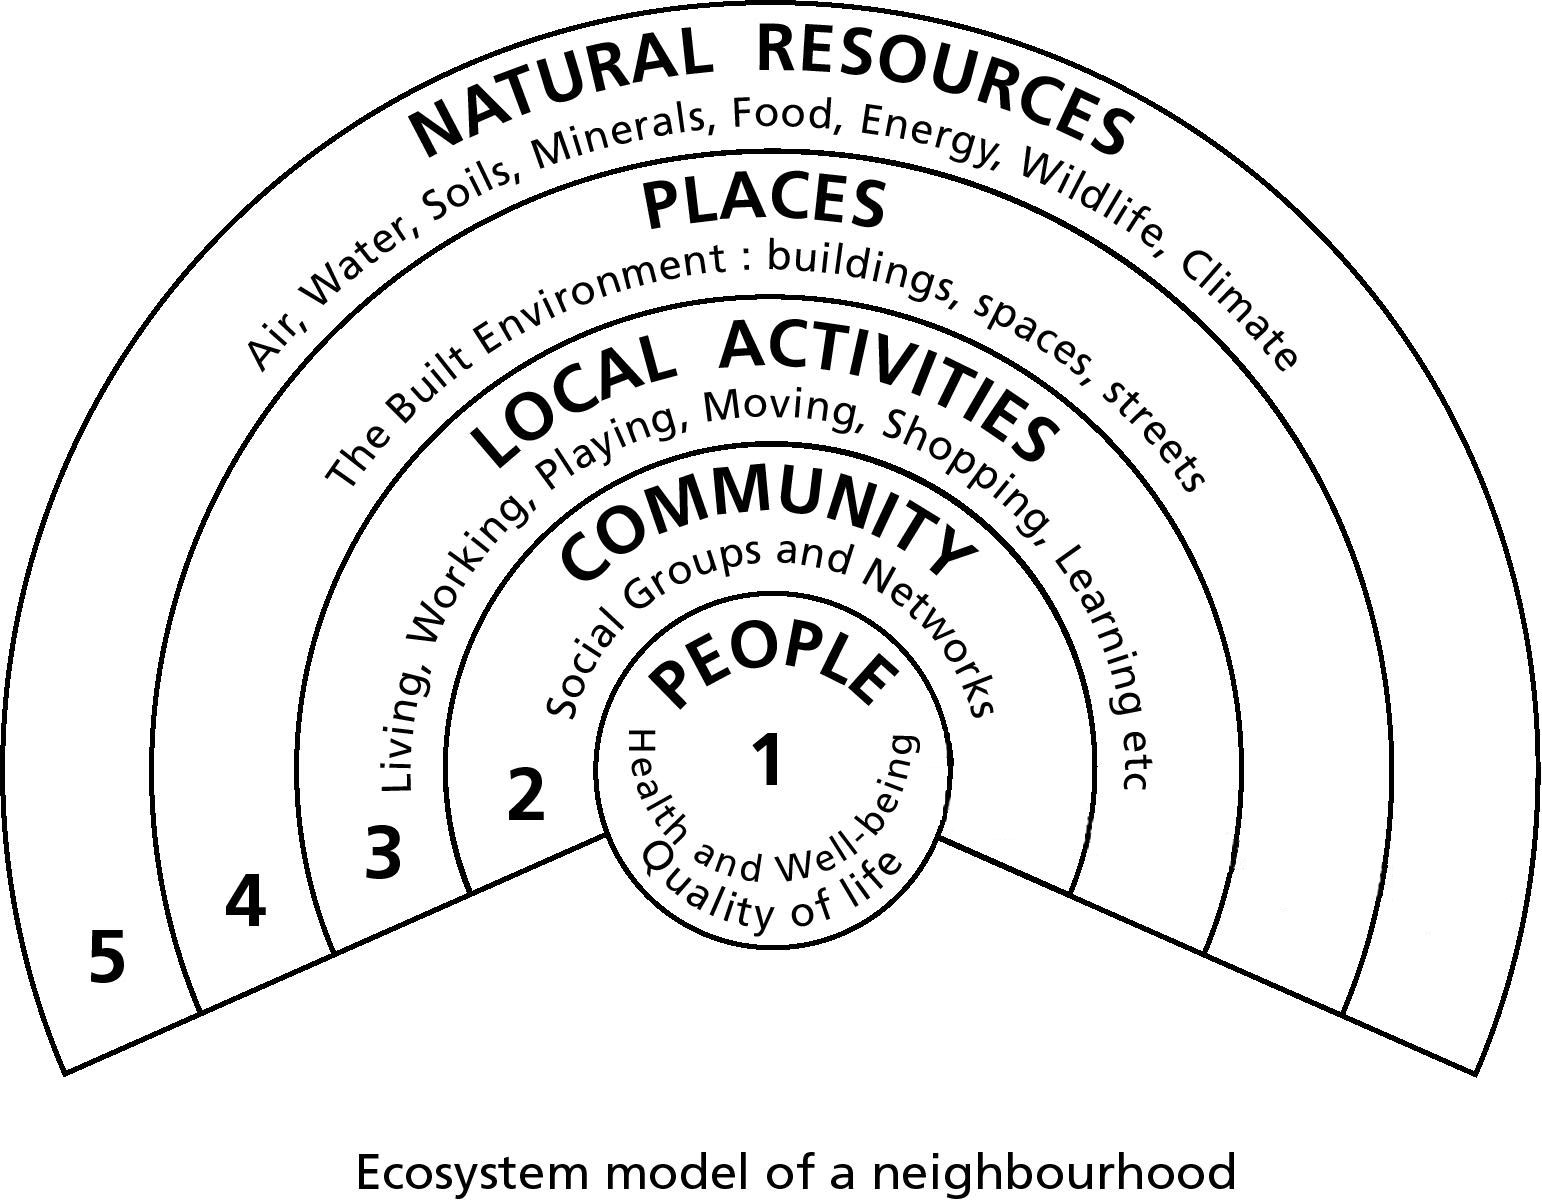 NATURAL RESOURCES
Air, Water, Soils, Minerals, Food, Energy, Wildlife, Climate
PLACES
The Built Environment : buildings, spaces, streets
LOCAL ACTIVITIES
Living, Working, Playing, Moving, Shopping, Learning etc
COMMUNITY
Social Groups and Networks
PEOPLE
1
Health and Well-being
Quality of life
2
3
4
5
Ecosystem model of a neighbourhood